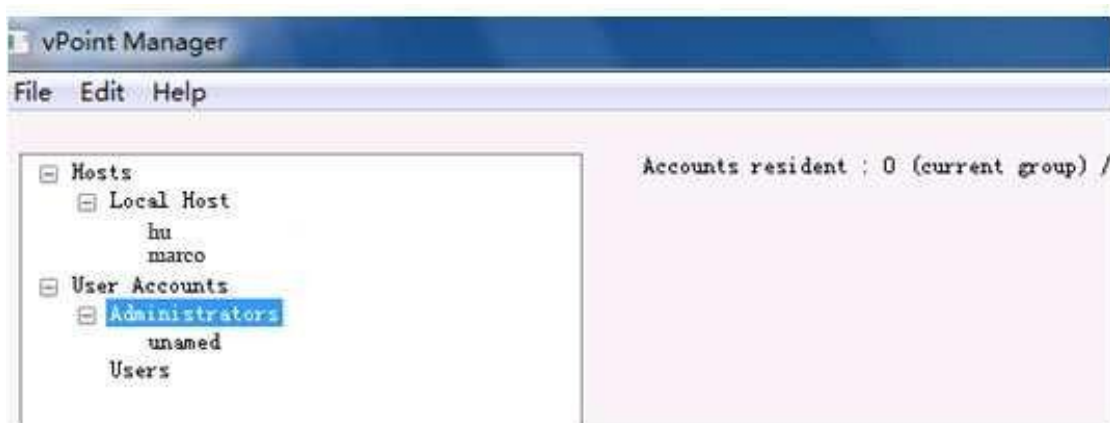 vPoint Manager
File Edit Help
Hosts
Local Host
hu
marco
User Accounts
Administrators
unamed
Users
Accounts resident : 0 (current group) /